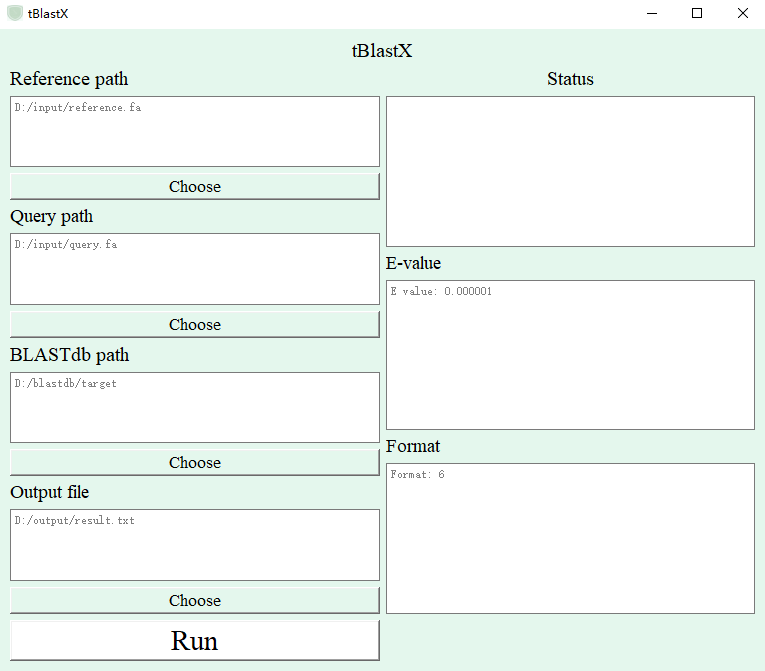 tBlastX
tBlastX
Reference path
D:/input/reference.fa
Choose
Query path
D:/input/query.fa
Choose
BLASTdb path
D:/blastdb/target
Choose
Output file
D:/output/result.txt
Choose
Run
Status
E-value
E value: 0.000001
Format
Format: 6